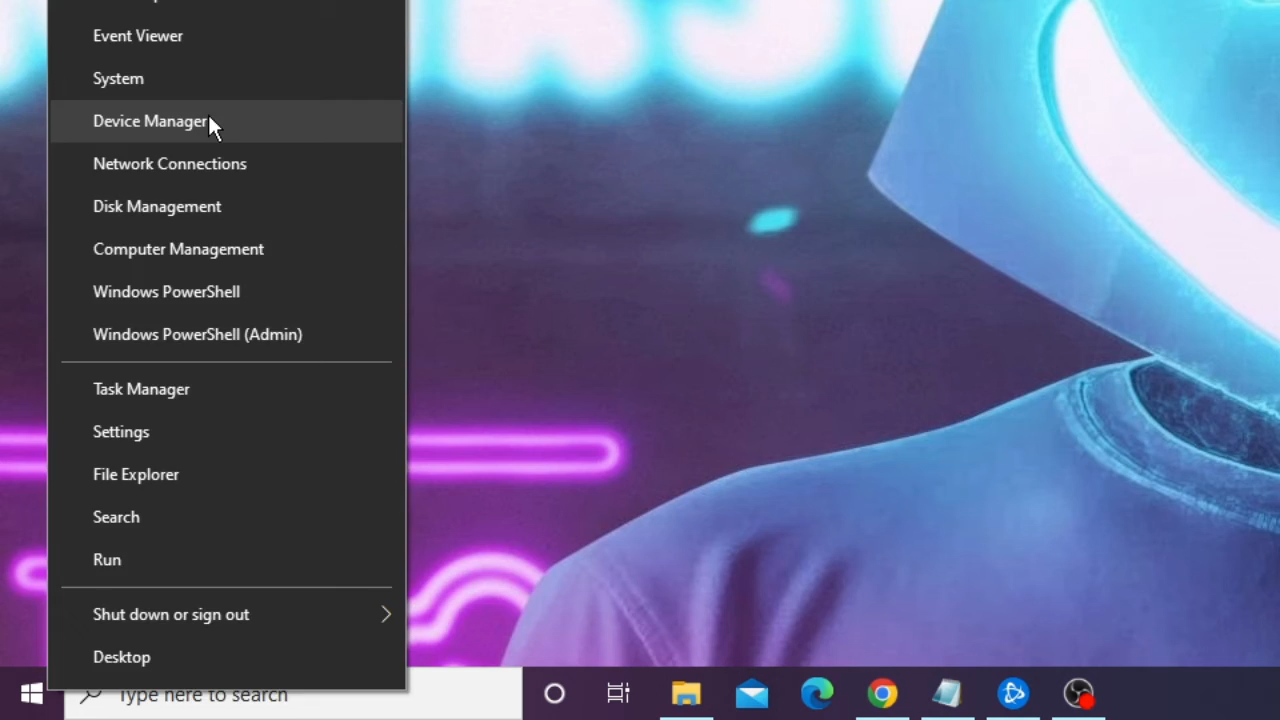 Event Viewer
System
Device Manager
Network Connections
Disk Management
Computer Management
Windows PowerShell
Windows PowerShell (Admin)
Task Manager
Settings
File Explorer
Search
Run
Shut down or sign out
Desktop
Type here to search